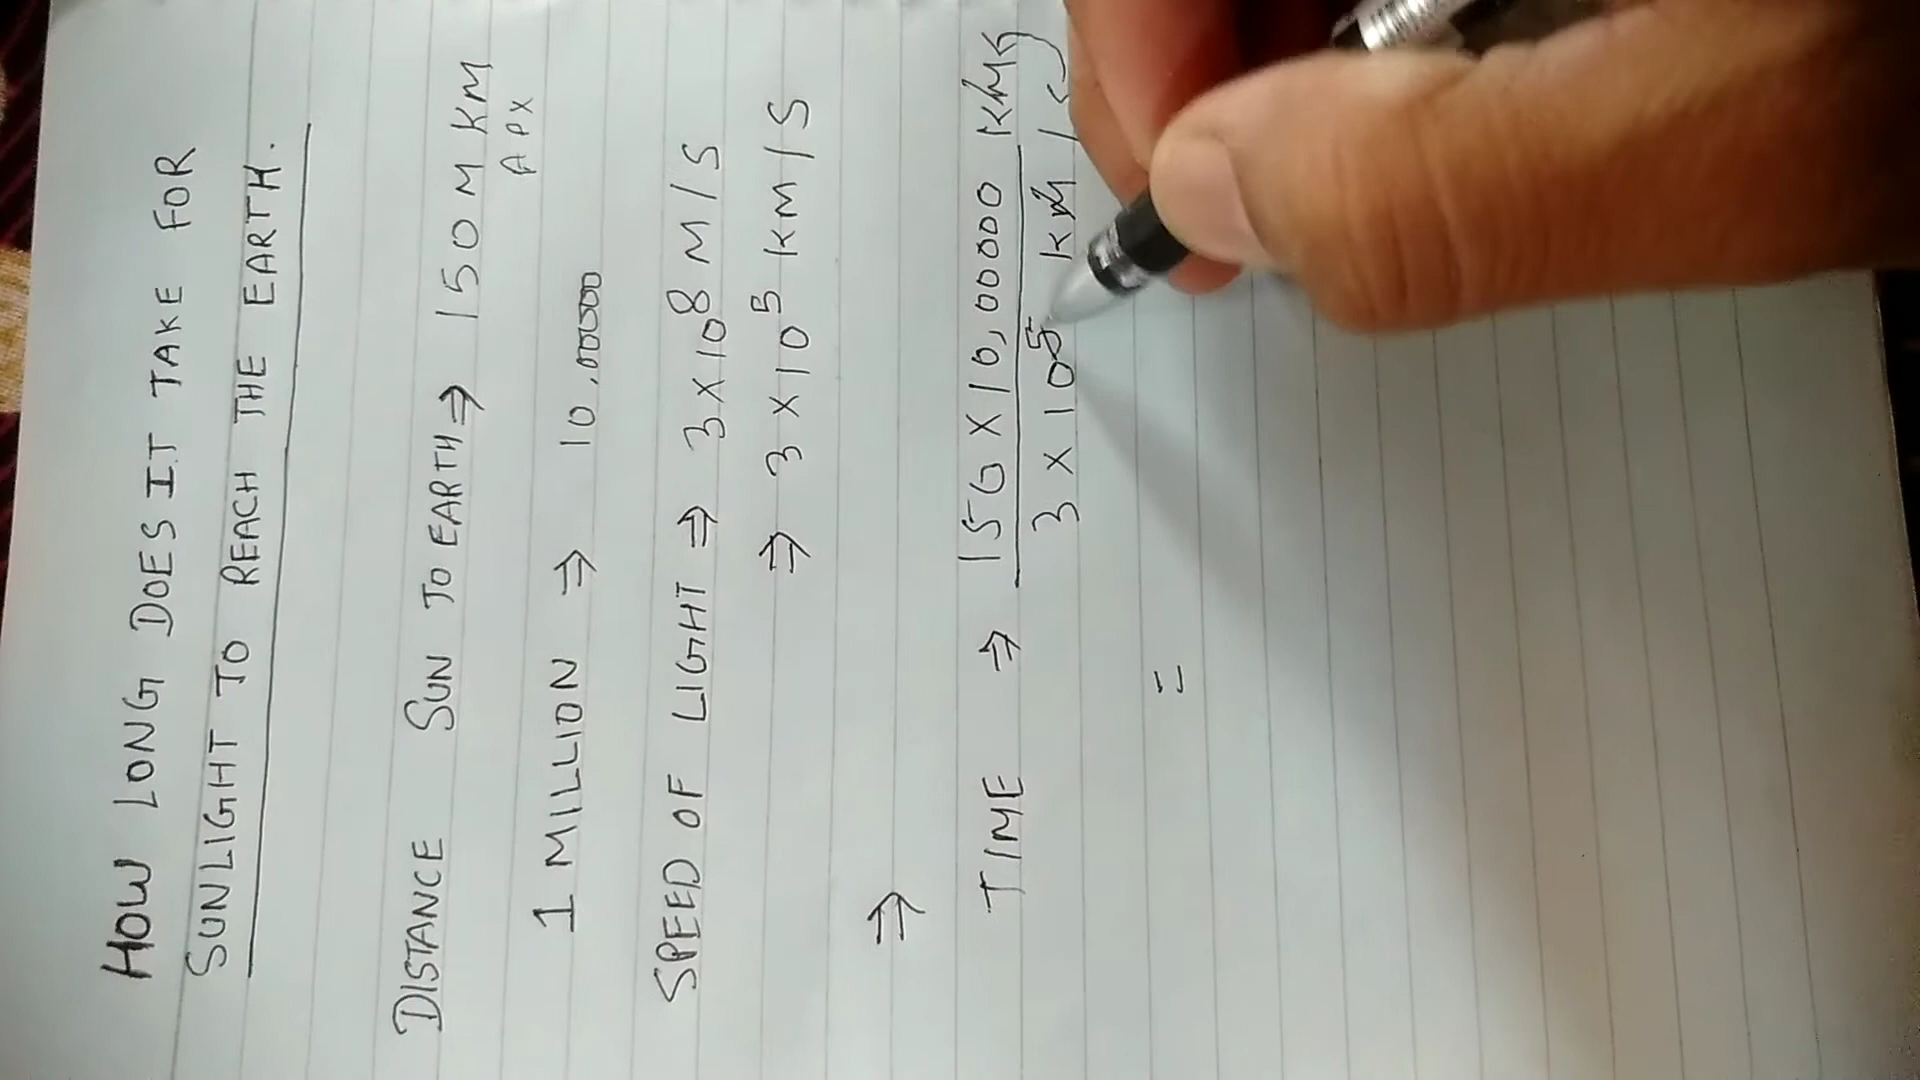 HOW LONG DOES IT TAKE FOR
SUNLIGHT TO REACH THE EARTH.
DISTANCE SUN TO EARTH ⇒ 150 M KM
APX
1 MILLION ⇒ 10,00000
SPEED OF LIGHT ⇒ 3 X 10⁸ M/S
⇒ 3 X 10⁵ KM/S
⇒
TIME ⇒ 150 X 10,00000 KM
3 X 10⁵ KM/S
=